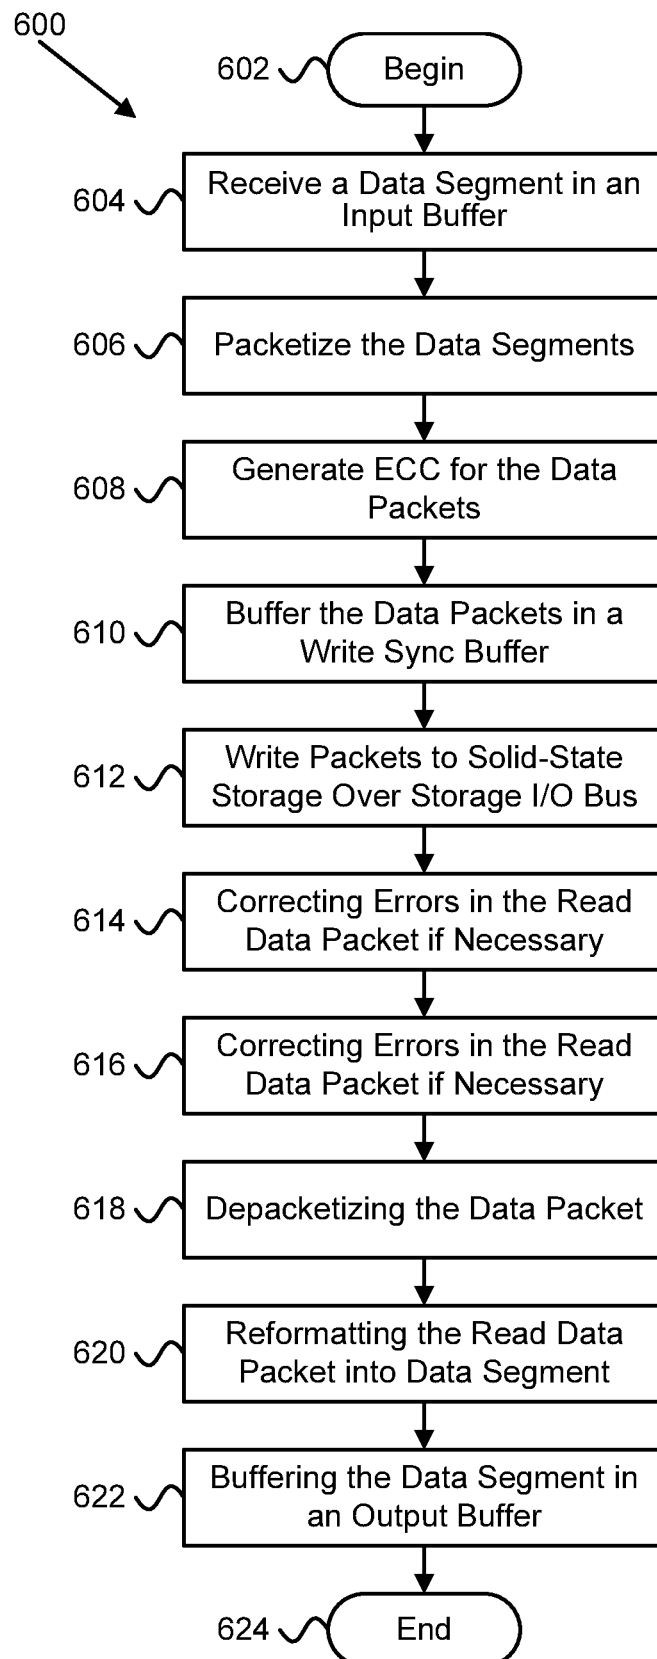 600
602
Begin
604
Receive a Data Segment in an
Input Buffer
606
Packetize the Data Segments
608
Generate ECC for the Data
Packets
610
Buffer the Data Packets in a
Write Sync Buffer
612
Write Packets to Solid-State
Storage Over Storage I/O Bus
614
Correcting Errors in the Read
Data Packet if Necessary
616
Correcting Errors in the Read
Data Packet if Necessary
618
Depacketizing the Data Packet
620
Reformatting the Read Data
Packet into Data Segment
622
Buffering the Data Segment in
an Output Buffer
624
End